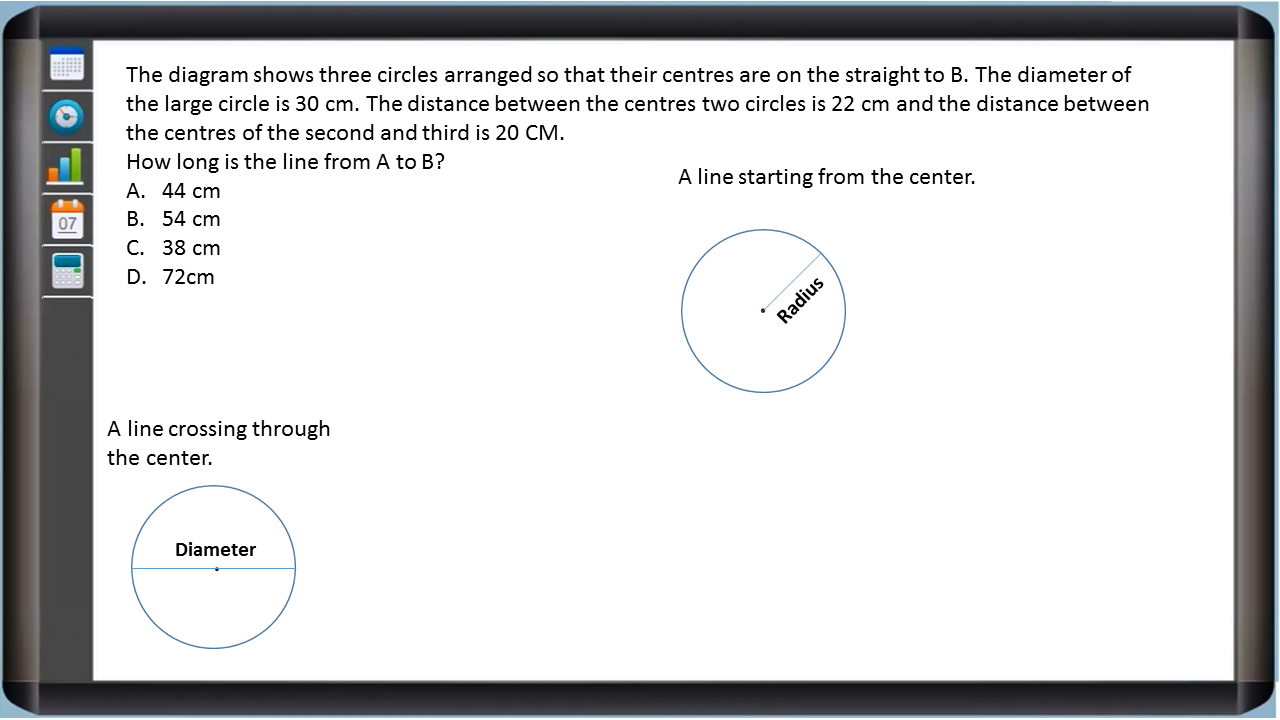 The diagram shows three circles arranged so that their centres are on the straight to B. The diameter of
the large circle is 30 cm. The distance between the centres two circles is 22 cm and the distance between
the centres of the second and third is 20 CM.
How long is the line from A to B?
A. 44 cm
B. 54 cm
C. 38 cm
D. 72cm
A line starting from the center.
Radius
A line crossing through
the center.
Diameter
07